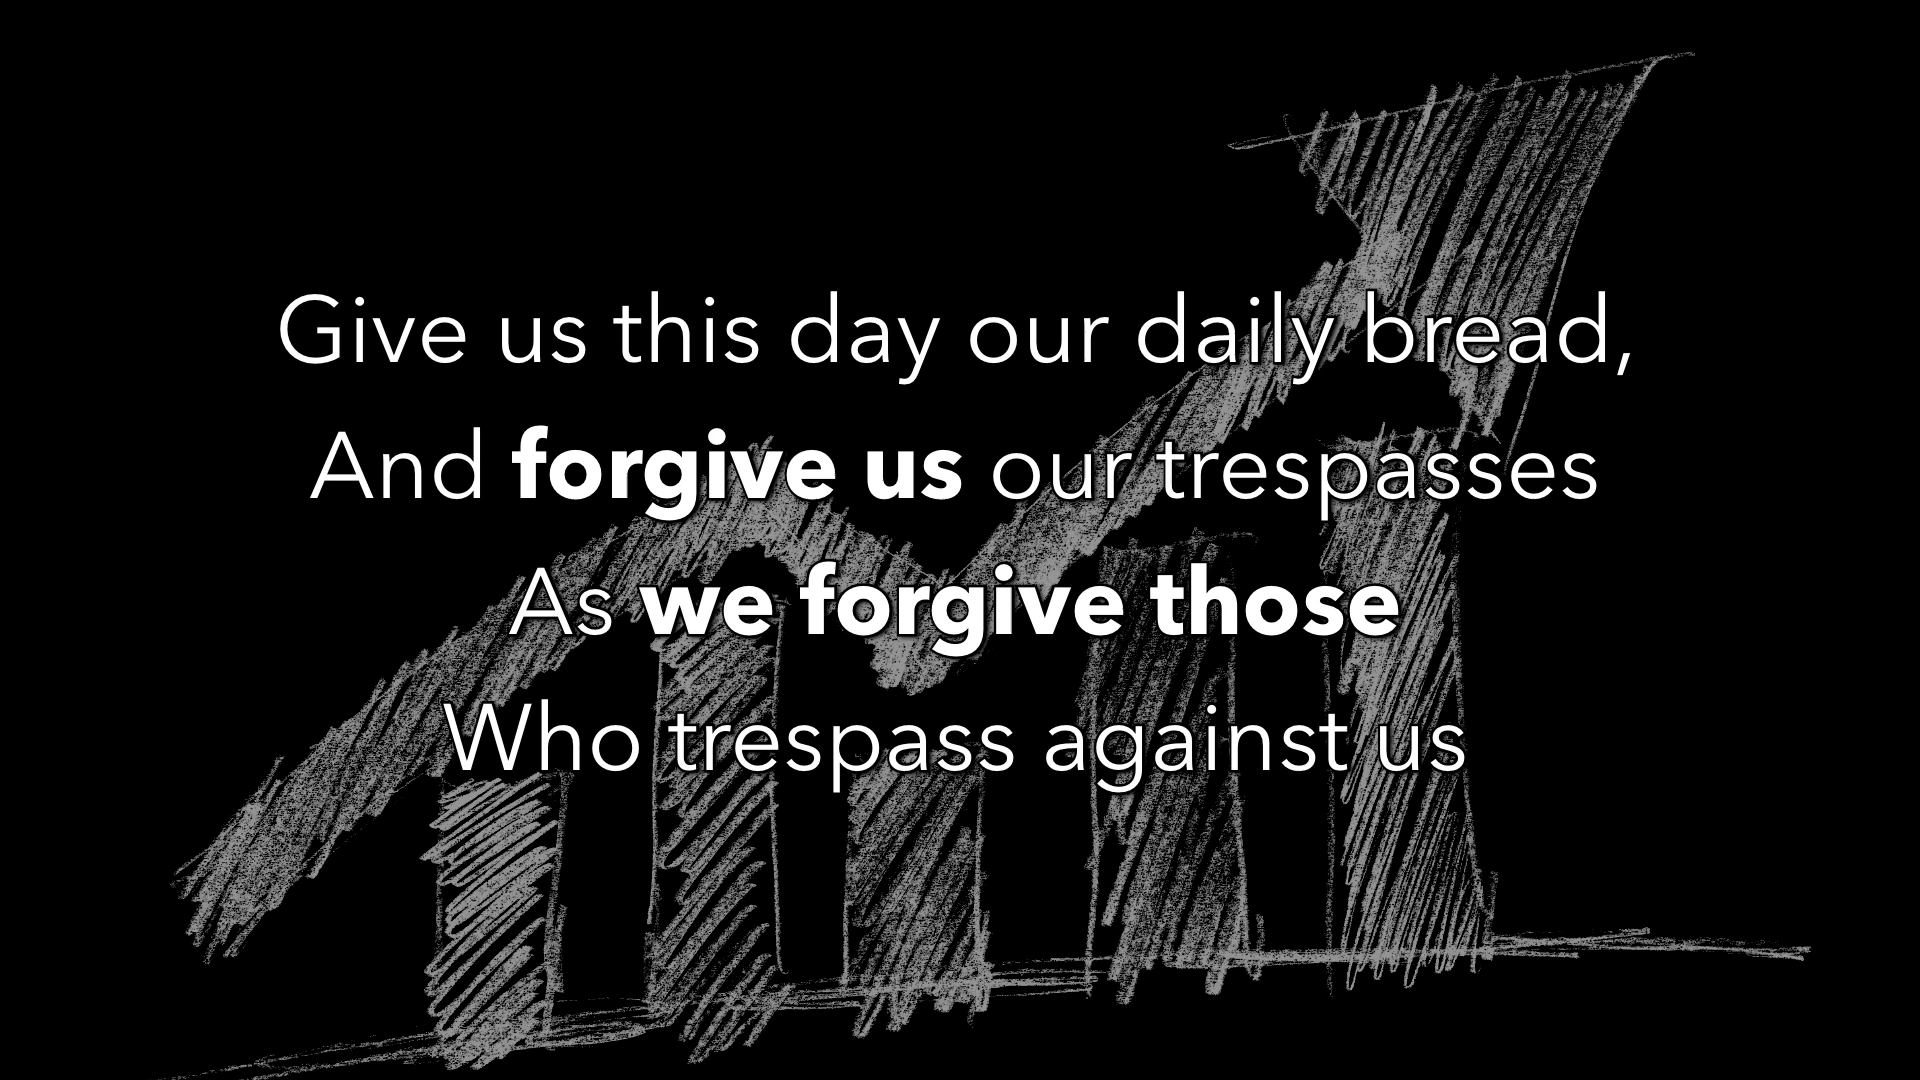 Give us this day our daily bread,
And forgive us our trespasses
As we forgive those
Who trespass against us